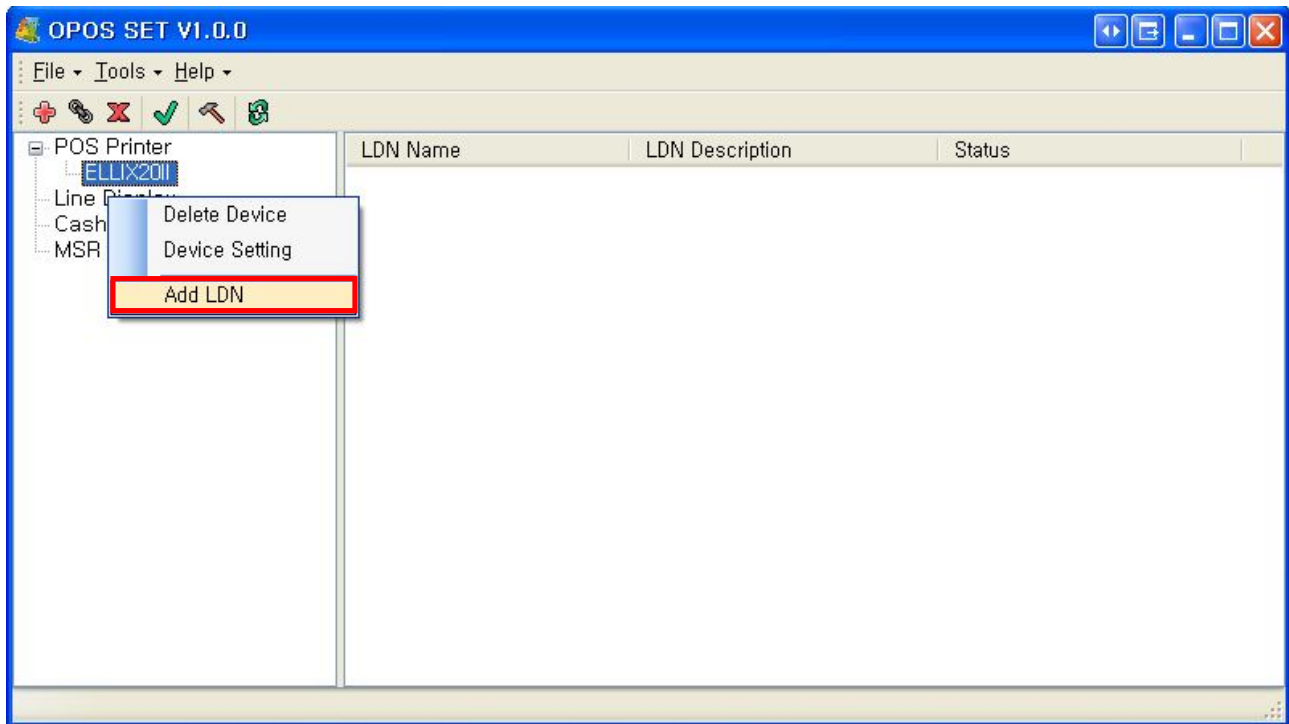 OPOS SET V1.0.0
File Tools Help
POS Printer
LDN Name LDN Description Status
ELLIX20II
Line Display
Delete Device
Cash
MSR
Device Setting
Add LDN